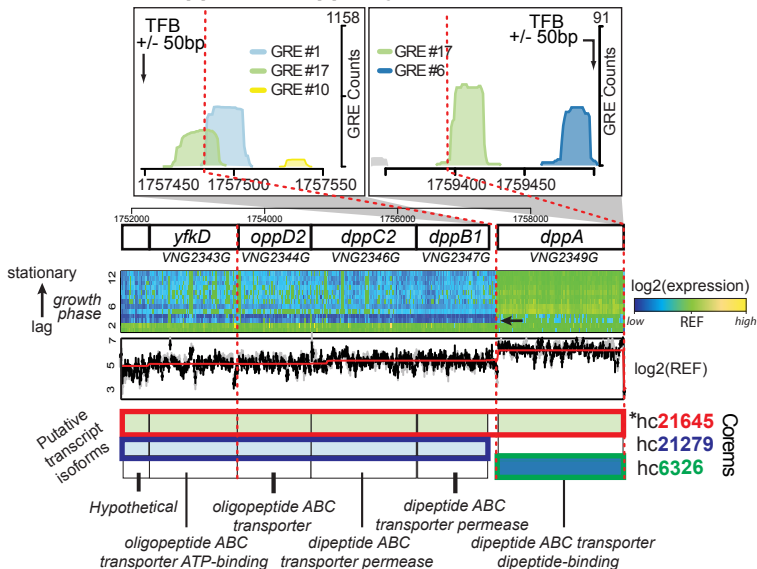 TFB
+/- 50bp
1158
GRE #1
GRE #17
GRE #10
GRE Counts
1757450
1757500
1757550
TFB
+/- 50bp
91
GRE #17
GRE #6
GRE Counts
1759400
1759450
1752000
1754000
1756000
1758000
yfkD
oppD2
dppC2
dppB1
dppA
VNG2343G
VNG2344G
VNG2346G
VNG2347G
VNG2349G
stationary
growth
phase
lag
12
6
2
log2(expression)
low
REF
high
7
5
3
log2(REF)
Putative
transcript
isoforms
*hc21645
hc21279
hc6326
Corems
Hypothetical
oligopeptide ABC
transporter
dipeptide ABC
transporter permease
oligopeptide ABC
transporter ATP-binding
dipeptide ABC
transporter permease
dipeptide ABC transporter
dipeptide-binding